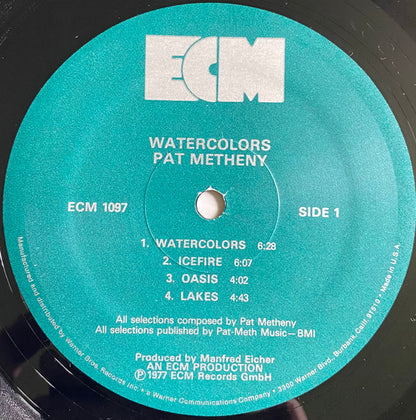 ECM
WATERCOLORS
PAT METHENY
ECM 1097
SIDE 1
1. WATERCOLORS 6:28
2. ICEFIRE 6:07
3. OASIS 4:02
4. LAKES 4:43
All selections composed by Pat Metheny
All selections published by Pat-Meth Music—BMI
Produced by Manfred Eicher
AN ECM PRODUCTION
Ⓟ 1977 ECM Records GmbH
Manufactured and distributed by Warner Bros. Records Inc. • a Warner Communications Company • 3300 Warner Blvd., Burbank, Calif. 91510 • Made in U.S.A.